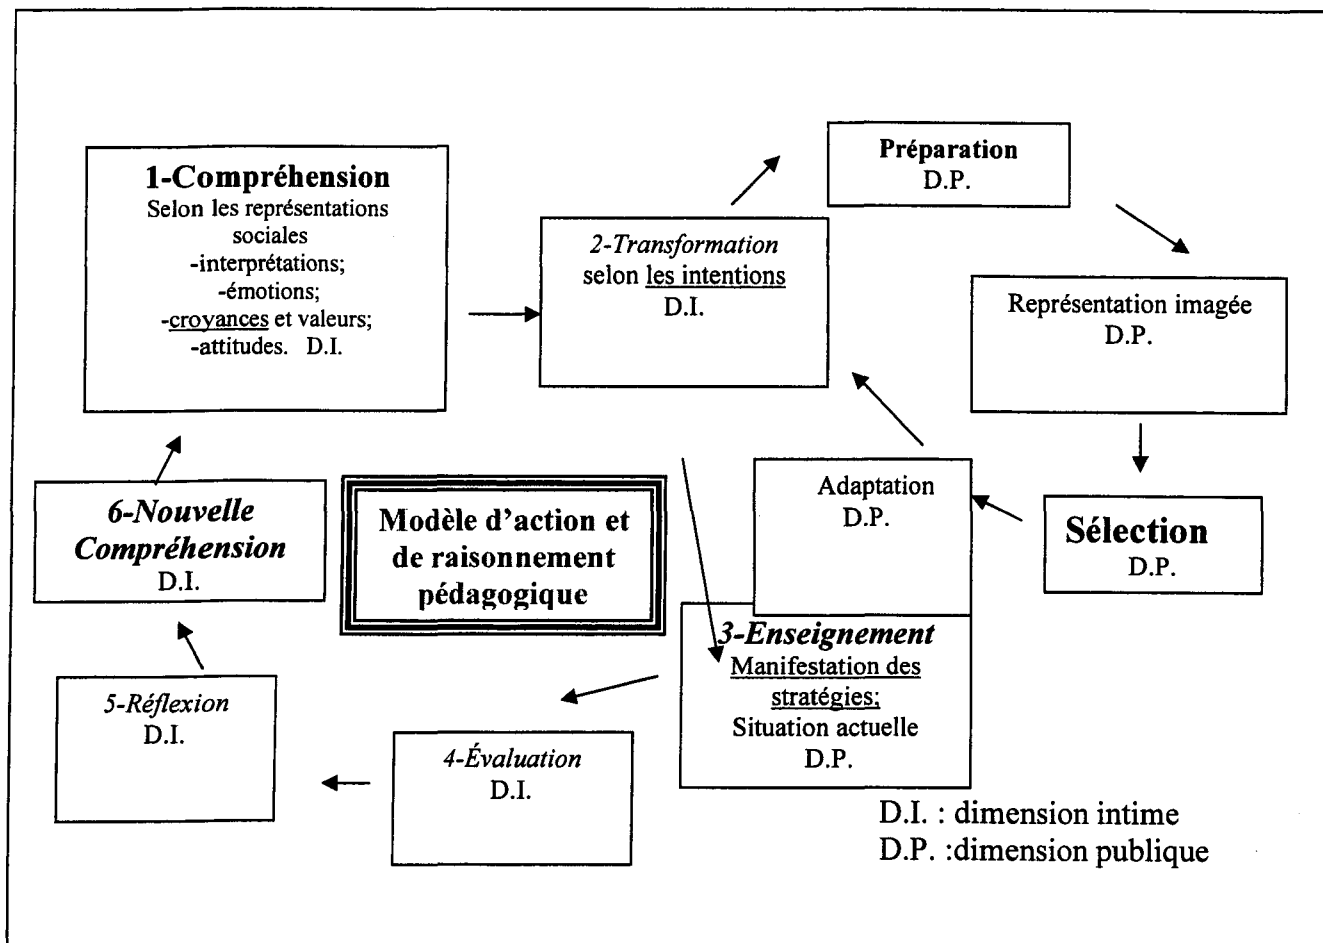 1-Compréhension
Selon les représentations
sociales
-interprétations;
-émotions;
-croyances et valeurs;
-attitudes. D.I.
2-Transformation
selon les intentions
D.I.
Préparation
D.P.
Représentation imagée
D.P.
Sélection
D.P.
Adaptation
D.P.
3-Enseignement
Manifestation des
stratégies;
Situation actuelle
D.P.
4-Évaluation
D.I.
5-Réflexion
D.I.
6-Nouvelle
Compréhension
D.I.
Modèle d'action et
de raisonnement
pédagogique
D.I. : dimension intime
D.P. :dimension publique